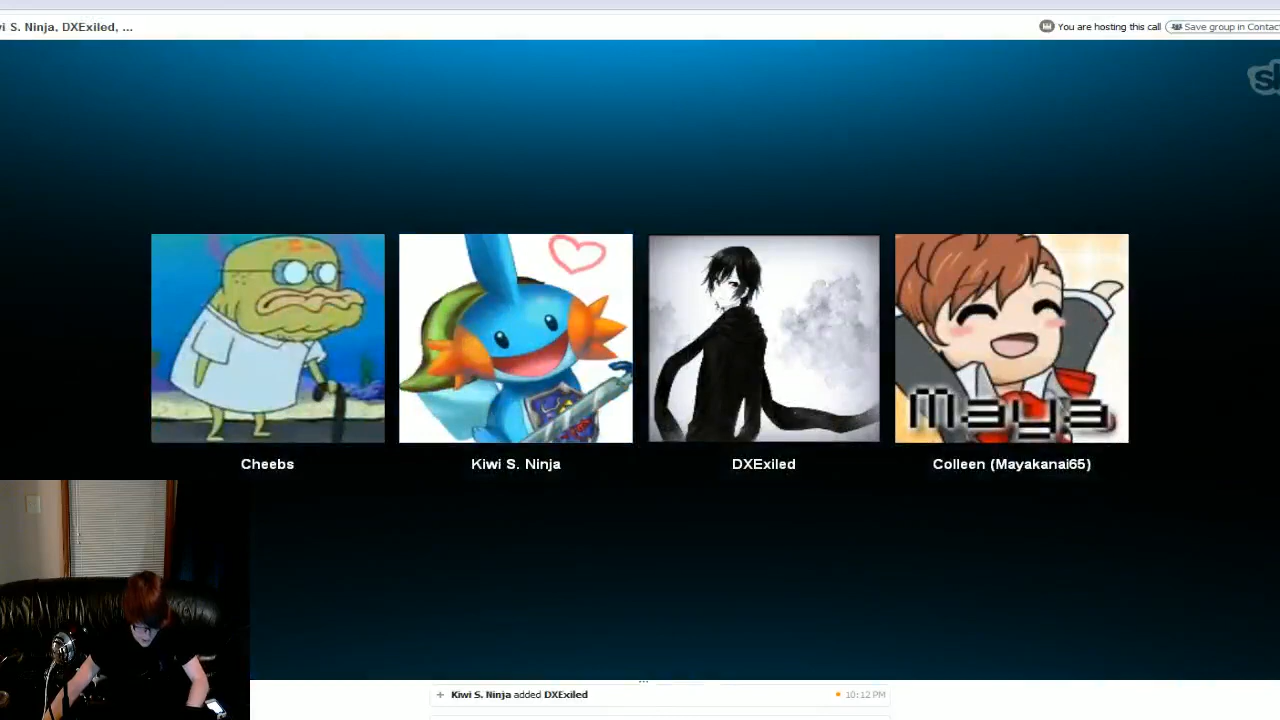 i S. Ninja, DXExiled, ...
You are hosting this call
Save group in Contac
Maya
Cheebs
Kiwi S. Ninja
DXExiled
Colleen (Mayakanai65)
Kiwi S. Ninja added DXExiled
10:12 PM